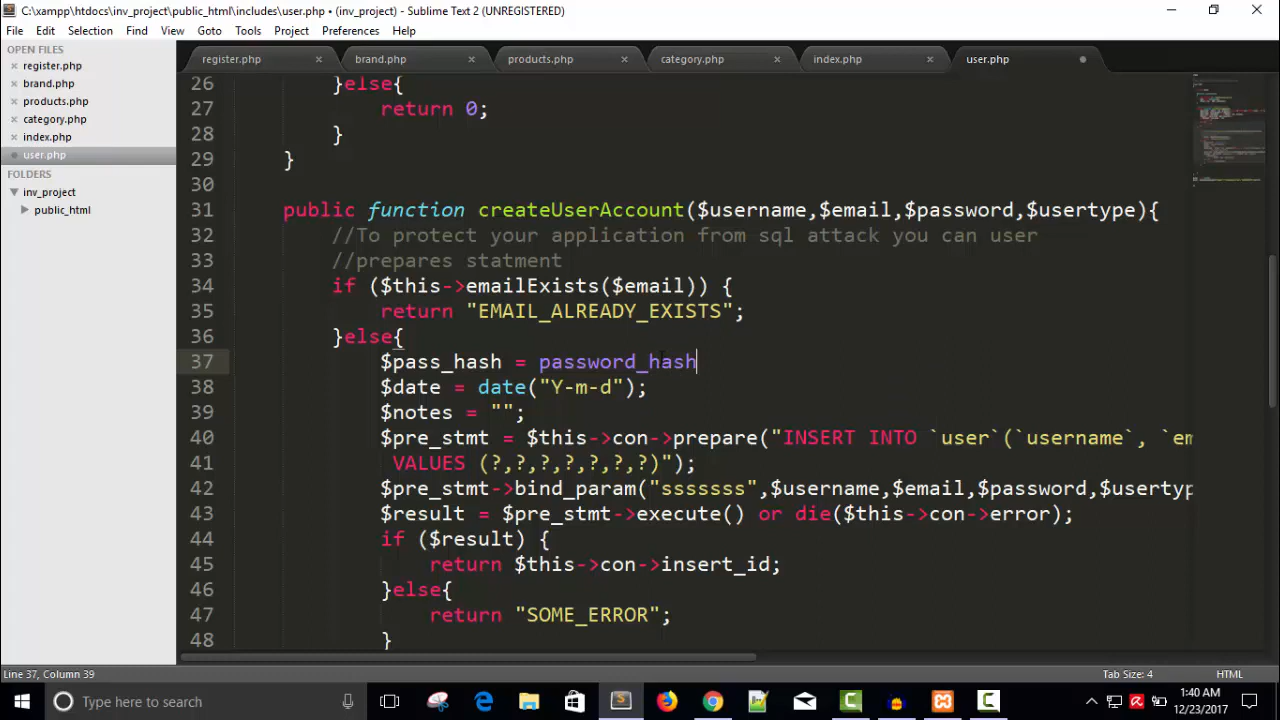 C:\xampp\htdocs\inv_project\public_html\includes\user.php • (inv_project) - Sublime Text 2 (UNREGISTERED)
File Edit Selection Find View Goto Tools Project Preferences Help
OPEN FILES
register.php
brand.php
products.php
category.php
index.php
user.php
FOLDERS
inv_project
public_html
register.php brand.php products.php category.php index.php user.php
26 }else{
27 return 0;
28 }
29 }
30
31 public function createUserAccount($username,$email,$password,$usertype){
32 //To protect your application from sql attack you can user
33 //prepares statment
34 if ($this->emailExists($email)) {
35 return "EMAIL_ALREADY_EXISTS";
36 }else{
37 $pass_hash = password_hash
38 $date = date("Y-m-d");
39 $notes = "";
40 $pre_stmt = $this->con->prepare("INSERT INTO `user`(`username`, `em
41 VALUES (?,?,?,?,?,?,?)");
42 $pre_stmt->bind_param("sssssss",$username,$email,$password,$usertyp
43 $result = $pre_stmt->execute() or die($this->con->error);
44 if ($result) {
45 return $this->con->insert_id;
46 }else{
47 return "SOME_ERROR";
48 }
Line 37, Column 39 Tab Size: 4 HTML
Type here to search
1:40 AM
12/23/2017